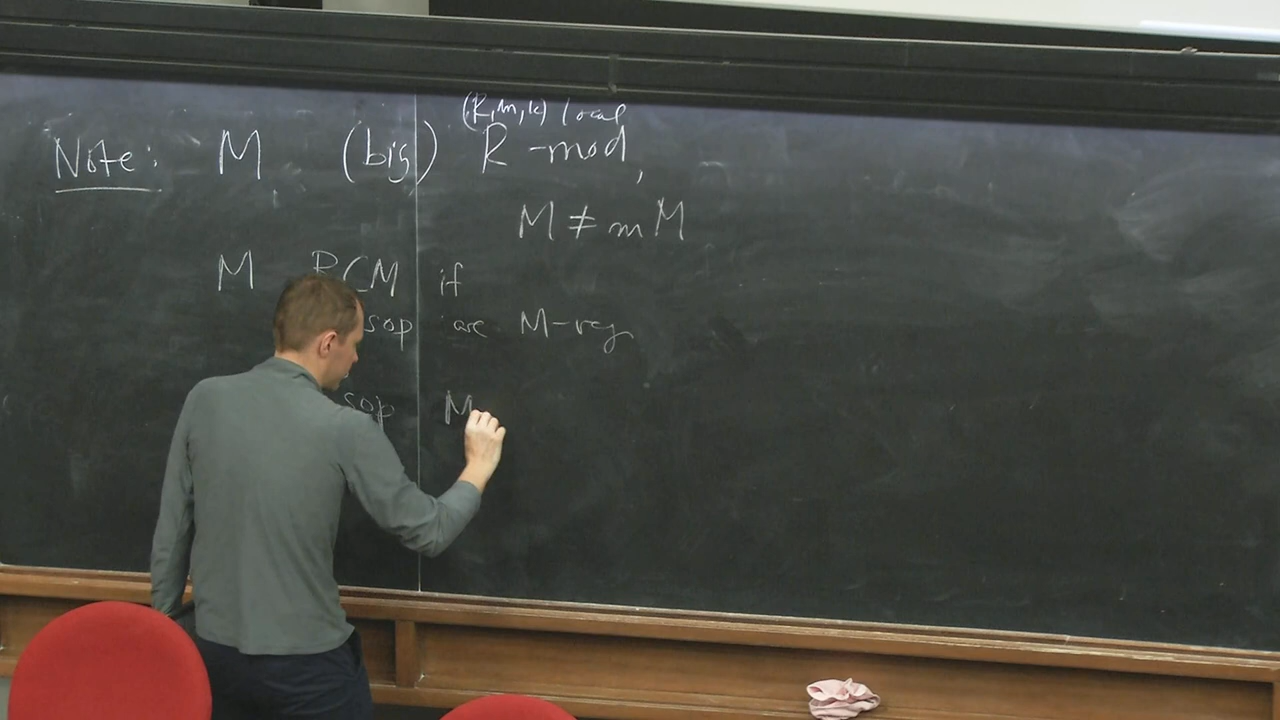 (R,m,k) local
Note: M (big) R-mod,
M ≠ mM
M BCM if
sop are M-reg
sop M